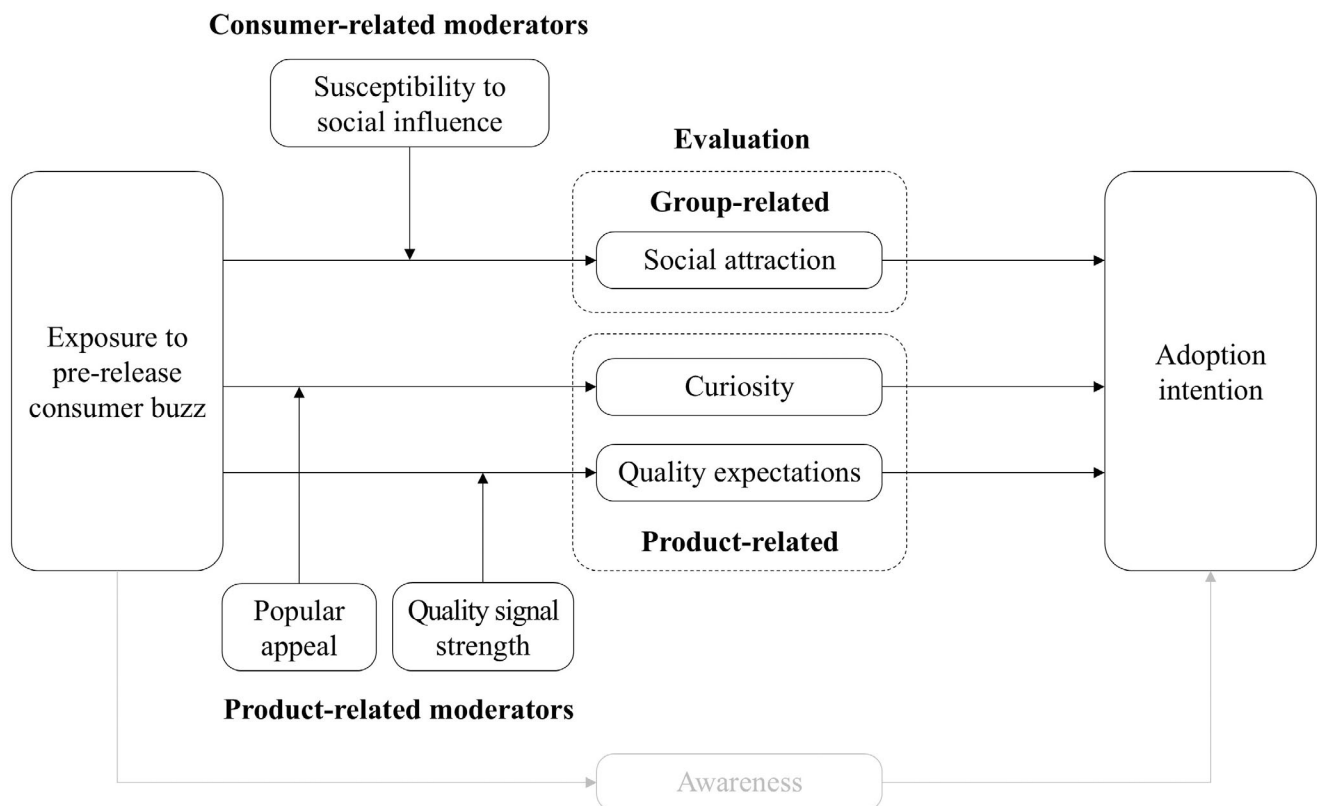 Consumer-related moderators
Susceptibility to
social influence
Evaluation
Group-related
Social attraction
Exposure to
pre-release
consumer buzz
Curiosity
Adoption
intention
Quality expectations
Product-related
Popular
appeal
Quality signal
strength
Product-related moderators
Awareness